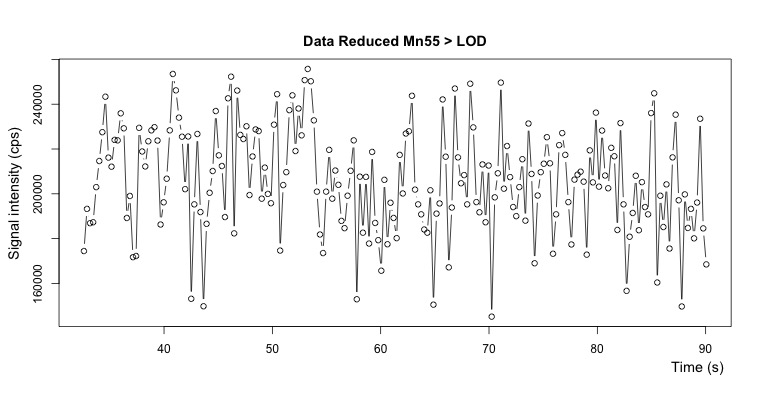 Data Reduced Mn55 > LOD
Signal intensity (cps)
240000
200000
160000
40 50 60 70 80 90
Time (s)